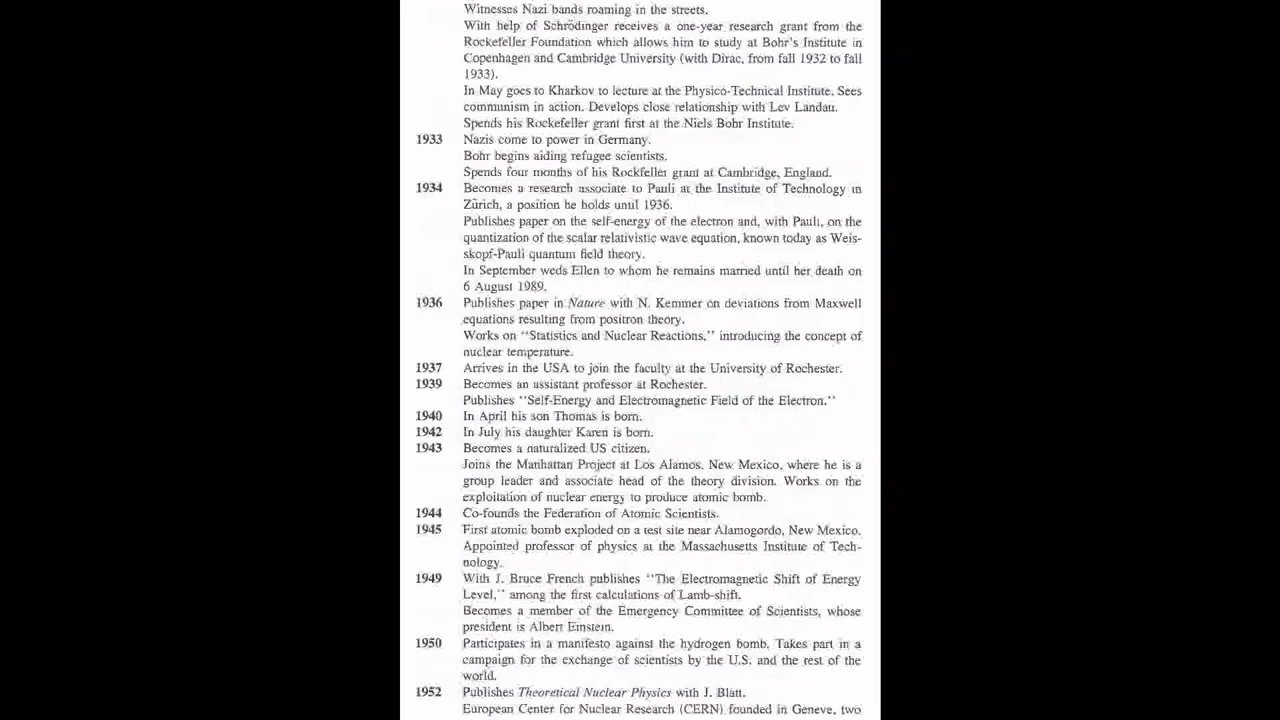 Witnesses Nazi bands roaming in the streets.
With help of Schrödinger receives a one-year research grant from the
Rockefeller Foundation which allows him to study at Bohr's Institute in
Copenhagen and Cambridge University (with Dirac, from fall 1932 to fall
1933).
In May goes to Kharkov to lecture at the Physico-Technical Institute. Sees
communism in action. Develops close relationship with Lev Landau.
Spends his Rockefeller grant first at the Niels Bohr Institute.
1933 Nazis come to power in Germany.
Bohr begins aiding refugee scientists.
Spends four months of his Rockfeller grant at Cambridge, England.
1934 Becomes a research associate to Pauli at the Institute of Technology in
Zürich, a position he holds until 1936.
Publishes paper on the self-energy of the electron and, with Pauli, on the
quantization of the scalar relativistic wave equation, known today as Weis-
skopf-Pauli quantum field theory.
In September weds Ellen to whom he remains married until her death on
6 August 1989.
1936 Publishes paper in Nature with N. Kemmer on deviations from Maxwell
equations resulting from positron theory.
Works on "Statistics and Nuclear Reactions," introducing the concept of
nuclear temperature.
1937 Arrives in the USA to join the faculty at the University of Rochester.
1939 Becomes an assistant professor at Rochester.
Publishes "Self-Energy and Electromagnetic Field of the Electron."
1940 In April his son Thomas is born.
1942 In July his daughter Karen is born.
1943 Becomes a naturalized US citizen.
Joins the Manhattan Project at Los Alamos, New Mexico, where he is a
group leader and associate head of the theory division. Works on the
exploitation of nuclear energy to produce atomic bomb.
1944 Co-founds the Federation of Atomic Scientists.
1945 First atomic bomb exploded on a test site near Alamogordo, New Mexico.
Appointed professor of physics at the Massachusetts Institute of Tech-
nology.
1949 With J. Bruce French publishes "The Electromagnetic Shift of Energy
Level," among the first calculations of Lamb-shift.
Becomes a member of the Emergency Committee of Scientists, whose
president is Albert Einstein.
1950 Participates in a manifesto against the hydrogen bomb. Takes part in a
campaign for the exchange of scientists by the U.S. and the rest of the
world.
1952 Publishes Theoretical Nuclear Physics with J. Blatt.
European Center for Nuclear Research (CERN) founded in Geneve, two